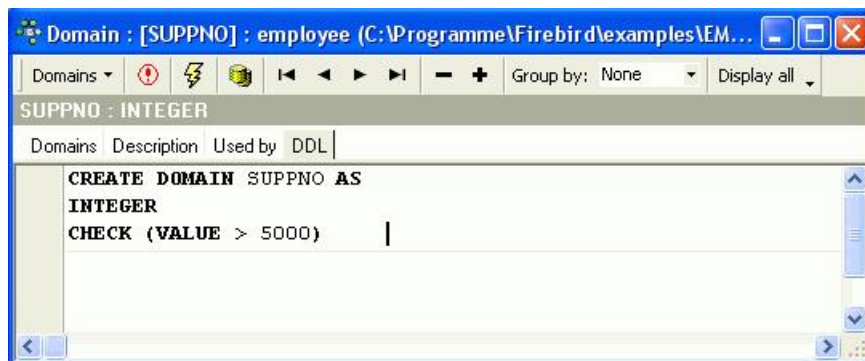 Domain : [SUPPNO] : employee (C:\Programme\Firebird\examples\EM...
Domains Group by: None Display all
SUPPNO : INTEGER
Domains Description Used by DDL
CREATE DOMAIN SUPPNO AS
INTEGER
CHECK (VALUE > 5000)